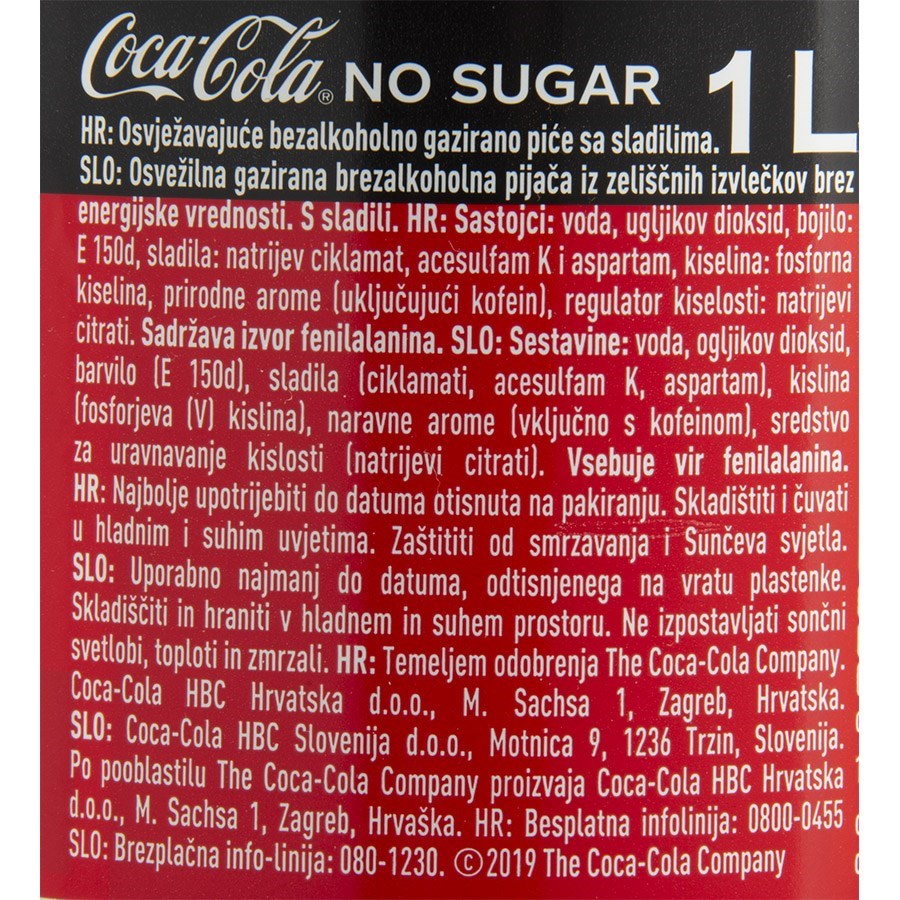 Coca-Cola® NO SUGAR 1 L
HR: Osvježavajuće bezalkoholno gazirano piće sa sladilima.
SLO: Osvežilna gazirana brezalkoholna pijača iz zeliščnih izvlečkov brez
energijske vrednosti. S sladili. HR: Sastojci: voda, ugljikov dioksid, bojilo:
E 150d, sladila: natrijev ciklamat, acesulfam K i aspartam, kiselina: fosforna
kiselina, prirodne arome (uključujući kofein), regulator kiselosti: natrijevi
citrati. Sadržava izvor fenilalanina. SLO: Sestavine: voda, ogljikov dioksid,
barvilo (E 150d), sladila (ciklamati, acesulfam K, aspartam), kislina
(fosforjeva (V) kislina), naravne arome (vključno s kofeinom), sredstvo
za uravnavanje kislosti (natrijevi citrati). Vsebuje vir fenilalanina.
HR: Najbolje upotrijebiti do datuma otisnuta na pakiranju. Skladištiti i čuvati
u hladnim i suhim uvjetima. Zaštititi od smrzavanja i Sunčeva svjetla.
SLO: Uporabno najmanj do datuma, odtisnjenega na vratu plastenke.
Skladiščiti in hraniti v hladnem in suhem prostoru. Ne izpostavljati sončni
svetlobi, toploti in zmrzali. HR: Temeljem odobrenja The Coca-Cola Company.
Coca-Cola HBC Hrvatska d.o.o., M. Sachsa 1, Zagreb, Hrvatska.
SLO: Coca-Cola HBC Slovenija d.o.o., Motnica 9, 1236 Trzin, Slovenija.
Po pooblastilu The Coca-Cola Company proizvaja Coca-Cola HBC Hrvatska
d.o.o., M. Sachsa 1, Zagreb, Hrvaška. HR: Besplatna infolinija: 0800-0455
SLO: Brezplačna info-linija: 080-1230. © 2019 The Coca-Cola Company